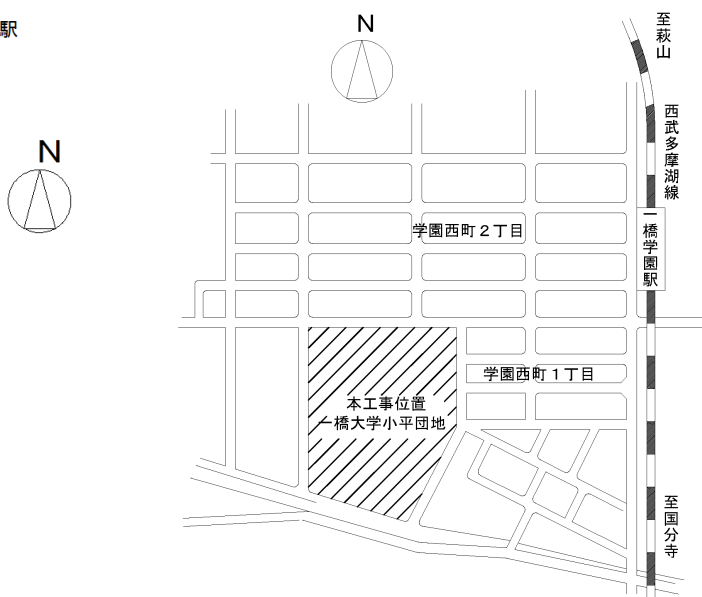 駅
N
N
至萩山
西武多摩湖線
一橋学園駅
学園西町2丁目
学園西町1丁目
本工事位置
一橋大学小平団地
至国分寺